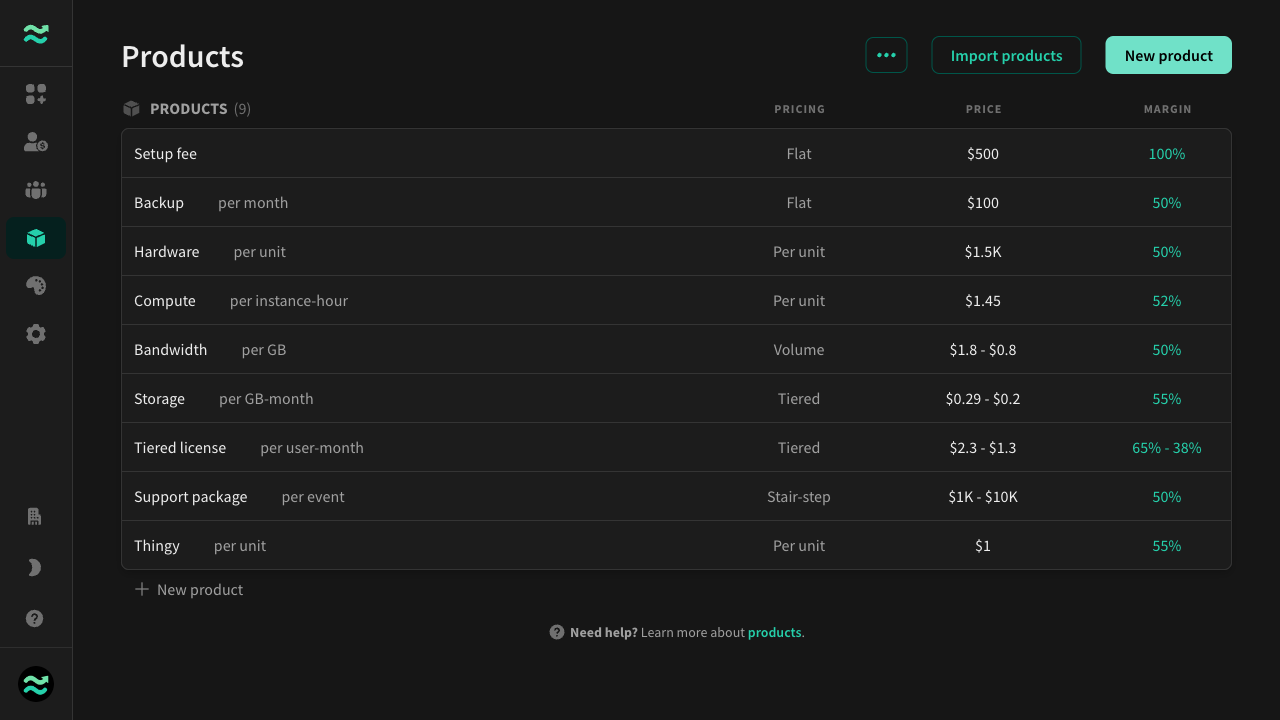 Products
•••
Import products
New product
PRODUCTS (9) PRICING PRICE MARGIN
Setup fee Flat $500 100%
Backup per month Flat $100 50%
Hardware per unit Per unit $1.5K 50%
Compute per instance-hour Per unit $1.45 52%
Bandwidth per GB Volume $1.8 - $0.8 50%
Storage per GB-month Tiered $0.29 - $0.2 55%
Tiered license per user-month Tiered $2.3 - $1.3 65% - 38%
Support package per event Stair-step $1K - $10K 50%
Thingy per unit Per unit $1 55%
New product
Need help? Learn more about products.